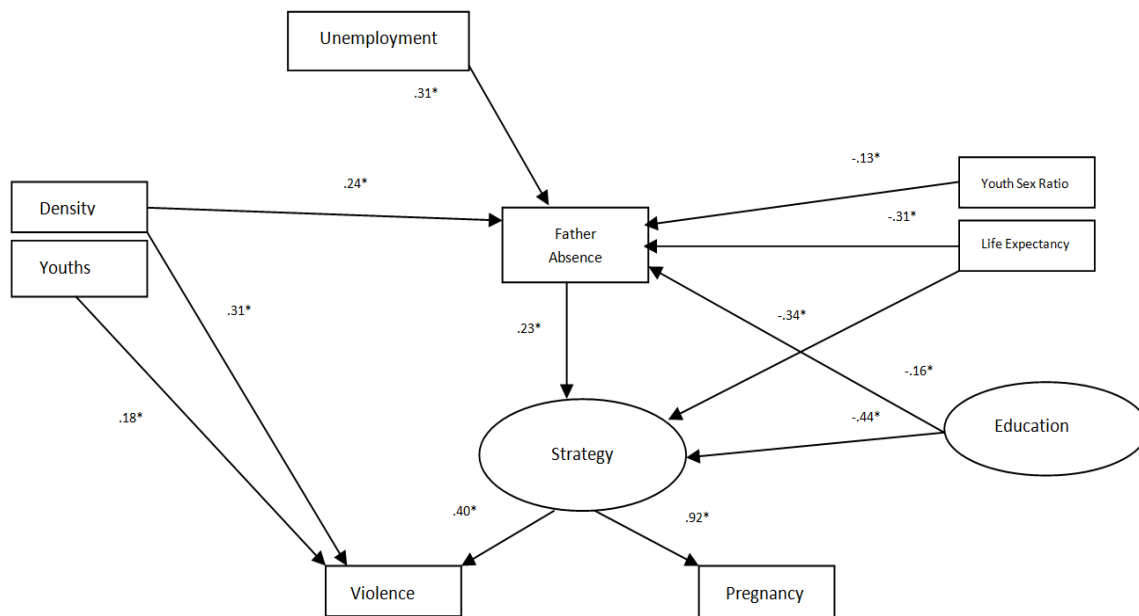 Unemployment
.31*
-.13*
Youth Sex Ratio
.24*
Density
-.31*
Father
Absence
Life Expectancy
Youths
.31*
.23*
-.34*
-.16*
.18*
-.44*
Education
Strategy
.40*
.92*
Violence
Pregnancy